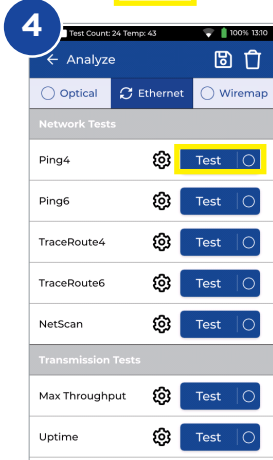 4
Test Count: 24 Temp: 43 100% 13:10
← Analyze
Optical Ethernet Wiremap
Network Tests
Ping4 Test
Ping6 Test
TraceRoute4 Test
TraceRoute6 Test
NetScan Test
Transmission Tests
Max Throughput Test
Uptime Test